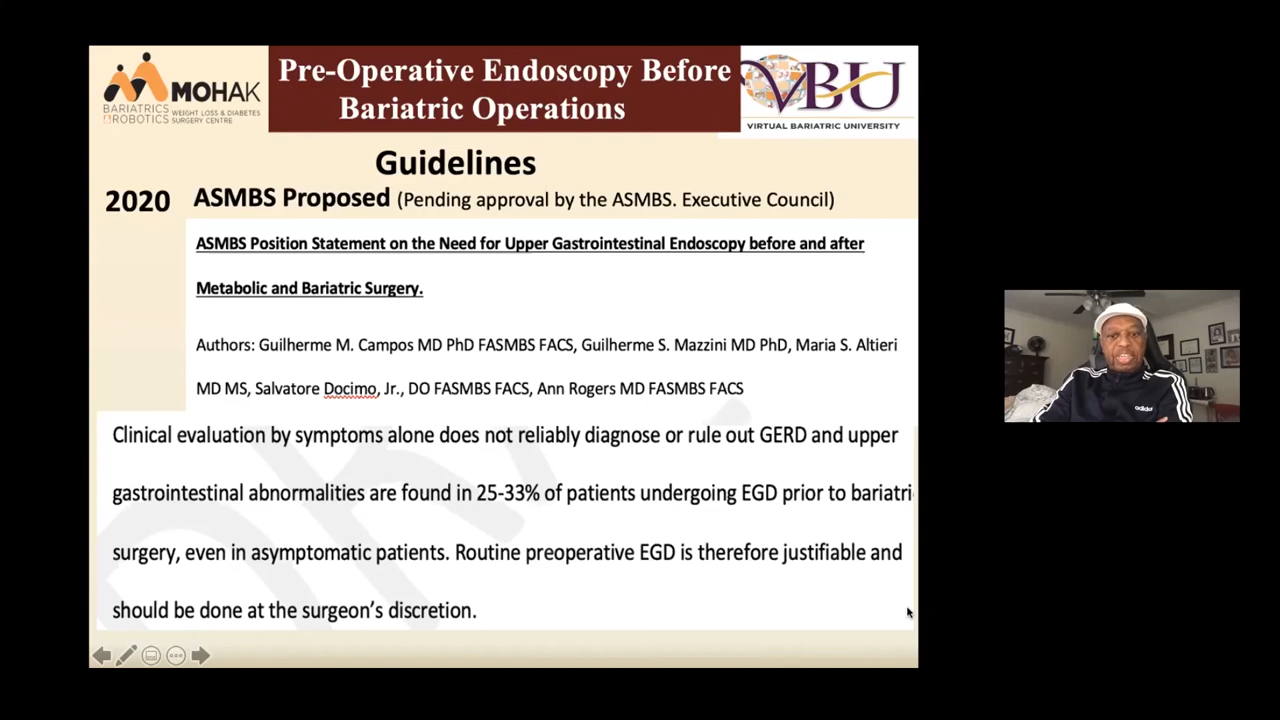 MOHAK
BARIATRICS & ROBOTICS
WEIGHT LOSS & DIABETES
SURGERY CENTRE
Pre-Operative Endoscopy Before
Bariatric Operations
VBU
VIRTUAL BARIATRIC UNIVERSITY
Guidelines
2020 ASMBS Proposed (Pending approval by the ASMBS. Executive Council)
ASMBS Position Statement on the Need for Upper Gastrointestinal Endoscopy before and after
Metabolic and Bariatric Surgery.
Authors: Guilherme M. Campos MD PhD FASMBS FACS, Guilherme S. Mazzini MD PhD, Maria S. Altieri
MD MS, Salvatore Docimo, Jr., DO FASMBS FACS, Ann Rogers MD FASMBS FACS
Clinical evaluation by symptoms alone does not reliably diagnose or rule out GERD and upper
gastrointestinal abnormalities are found in 25-33% of patients undergoing EGD prior to bariatri
surgery, even in asymptomatic patients. Routine preoperative EGD is therefore justifiable and
should be done at the surgeon's discretion.
adidas